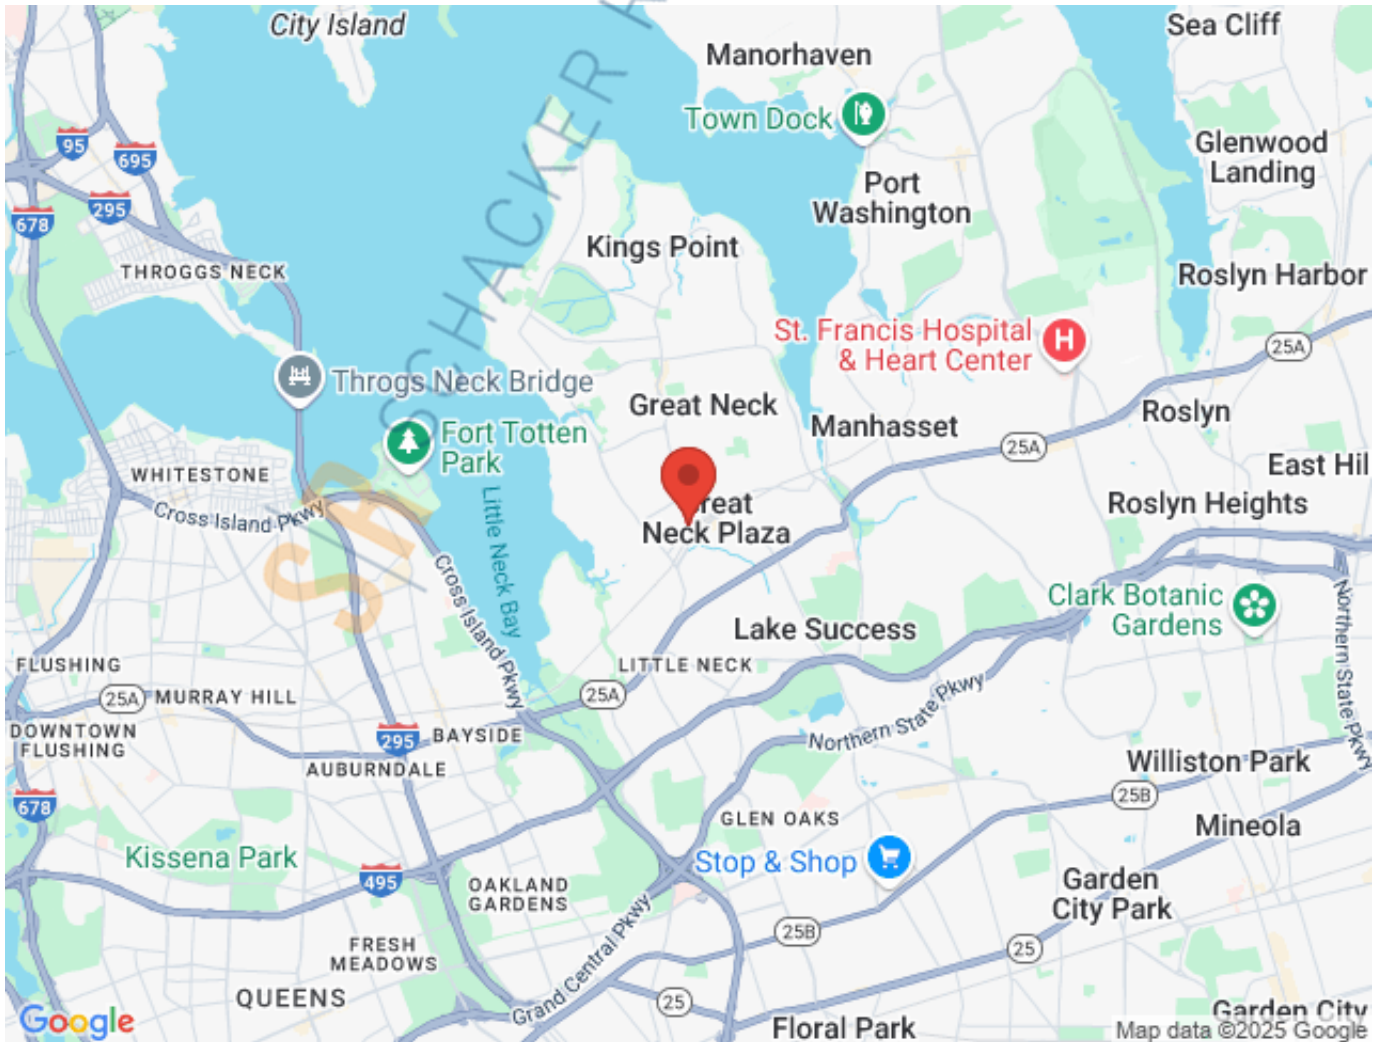 City Island
Sea Cliff
Manorhaven
Town Dock
95
695
Glenwood
Landing
295
Port
Washington
678
Kings Point
THROGGS NECK
Roslyn Harbor
St. Francis Hospital
& Heart Center
H
25A
Throgs Neck Bridge
Great Neck
Roslyn
Manhasset
25A
Fort Totten
Park
WHITESTONE
East Hil
Great
Neck Plaza
Roslyn Heights
Cross Island Pkwy
Little Neck Bay
Cross Island Pkwy
Clark Botanic
Gardens
Northern State Pkwy
Lake Success
FLUSHING
LITTLE NECK
25A
MURRAY HILL
25A
Northern State Pkwy
DOWNTOWN
FLUSHING
295
BAYSIDE
AUBURNDALE
Williston Park
678
25B
GLEN OAKS
Mineola
Kissena Park
Stop & Shop
495
OAKLAND
GARDENS
Garden
City Park
Grand Central Pkwy
25B
25
FRESH
MEADOWS
QUEENS
25
Garden City
Google
Floral Park
Map data ©2025 Google